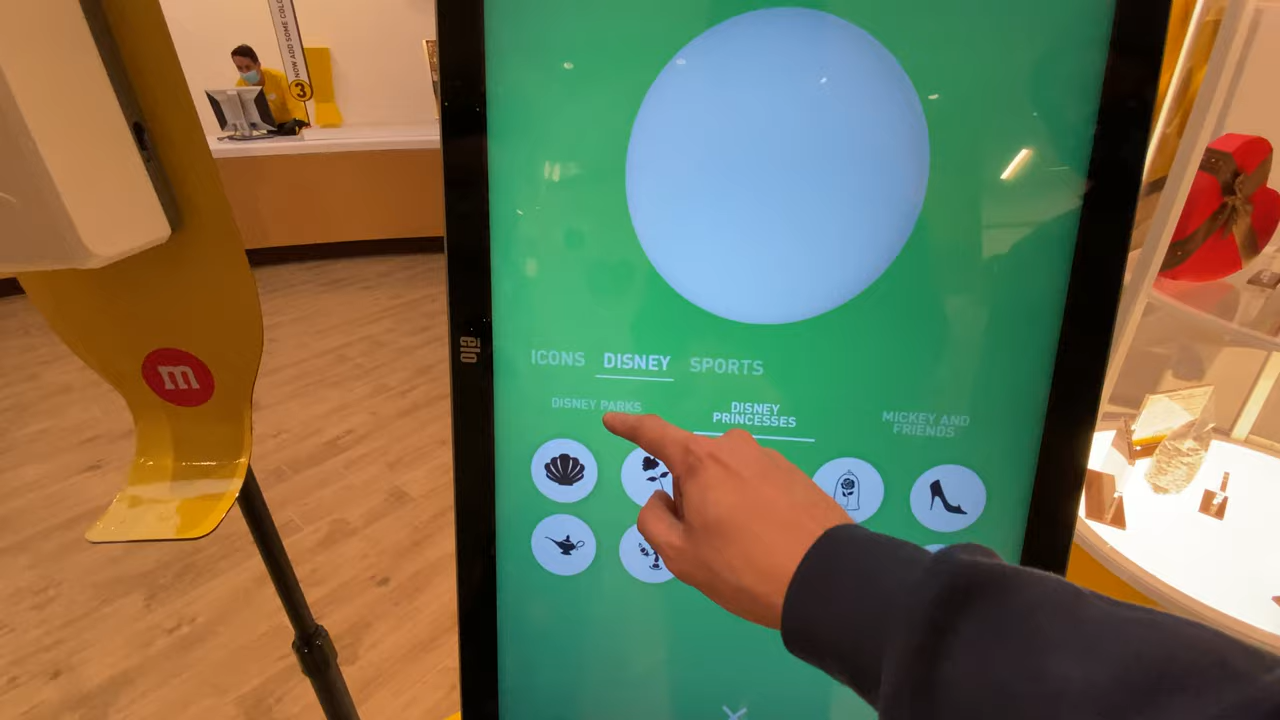 NOW ADD SOME COL
3
elo
m
ICONS DISNEY SPORTS
DISNEY PARKS
DISNEY
PRINCESSES
MICKEY AND
FRIENDS